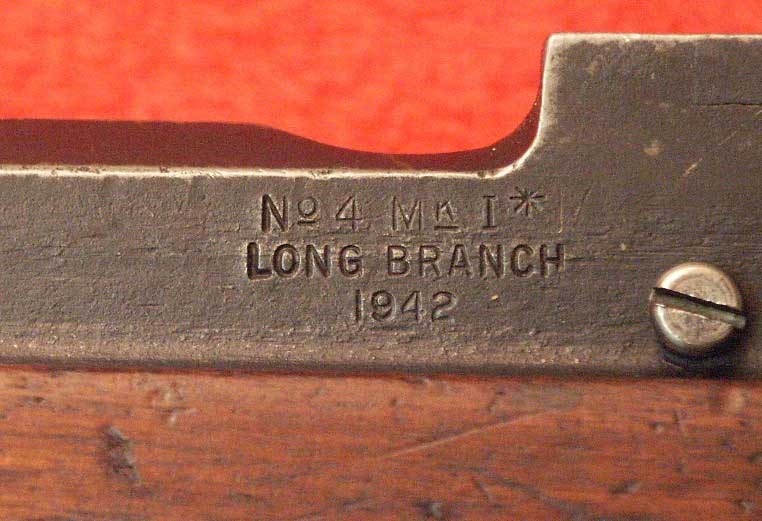 Nº 4 Mk I*
LONG BRANCH
1942